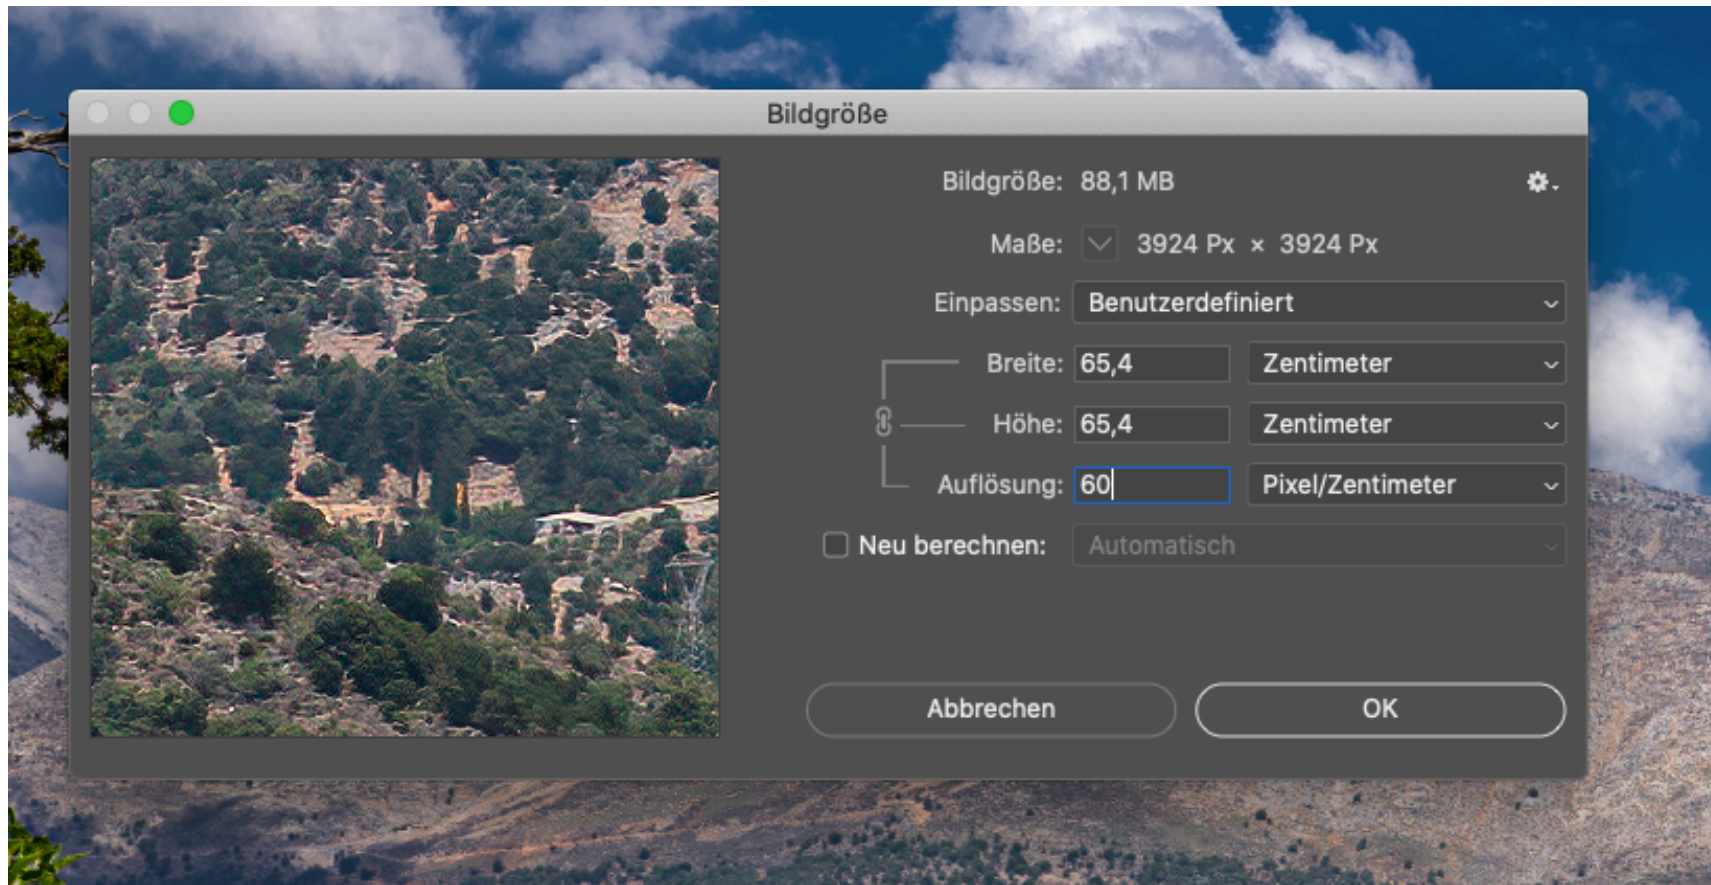 Bildgröße
Bildgröße: 88,1 MB
Maße: 3924 Px × 3924 Px
Einpassen: Benutzerdefiniert
Breite: 65,4 Zentimeter
Höhe: 65,4 Zentimeter
Auflösung: 60 Pixel/Zentimeter
Neu berechnen: Automatisch
Abbrechen OK